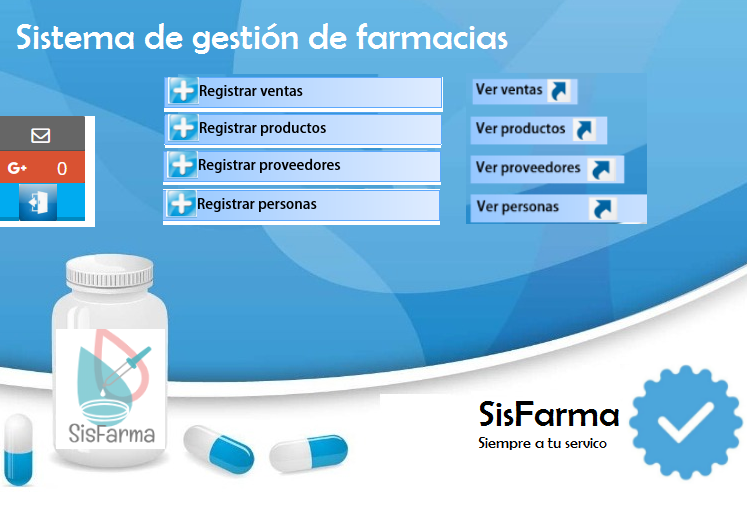 Sistema de gestión de farmacias
Registrar ventas
Ver ventas
Registrar productos
Ver productos
Registrar proveedores
Ver proveedores
Registrar personas
Ver personas
G+ 0
SisFarma
SisFarma
Siempre a tu servico